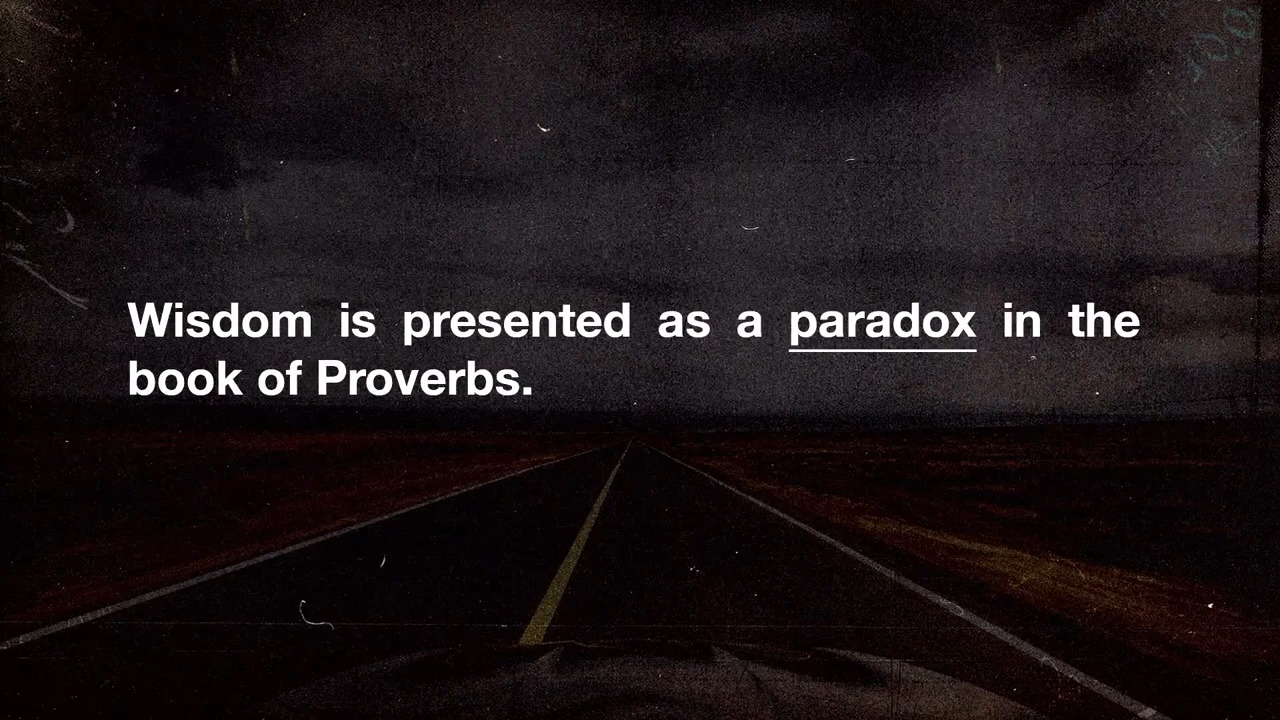 Wisdom is presented as a paradox in the
book of Proverbs.